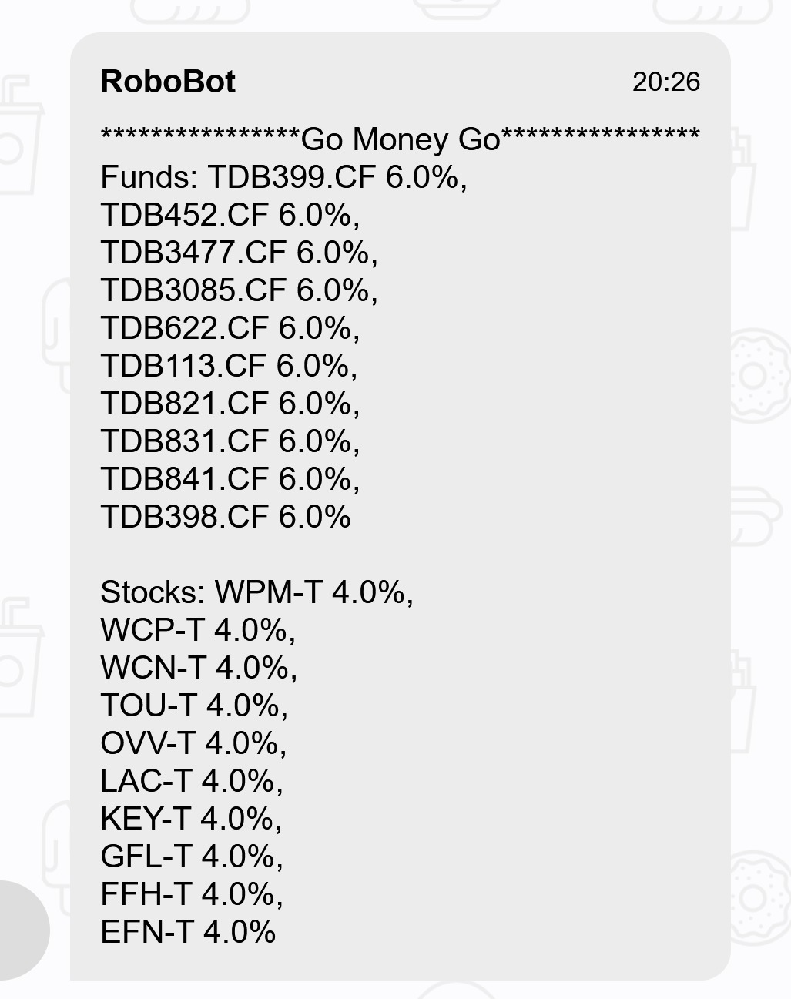 RoboBot 20:26
****************Go Money Go****************
Funds: TDB399.CF 6.0%,
TDB452.CF 6.0%,
TDB3477.CF 6.0%,
TDB3085.CF 6.0%,
TDB622.CF 6.0%,
TDB113.CF 6.0%,
TDB821.CF 6.0%,
TDB831.CF 6.0%,
TDB841.CF 6.0%,
TDB398.CF 6.0%
Stocks: WPM-T 4.0%,
WCP-T 4.0%,
WCN-T 4.0%,
TOU-T 4.0%,
OVV-T 4.0%,
LAC-T 4.0%,
KEY-T 4.0%,
GFL-T 4.0%,
FFH-T 4.0%,
EFN-T 4.0%